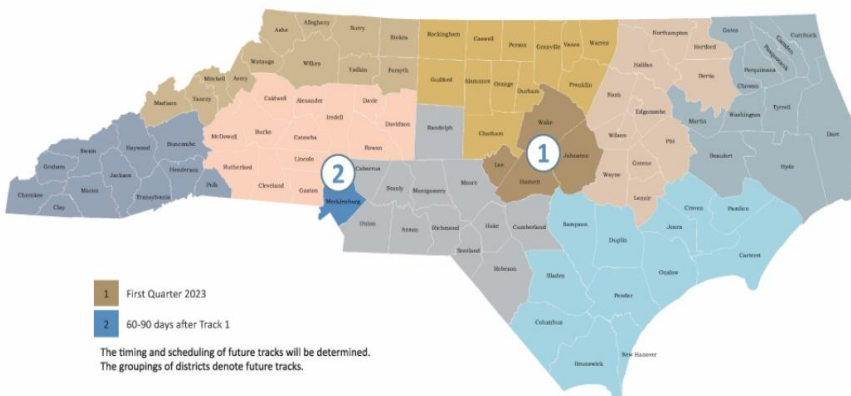 Alleghany
Ashe
Surry
Stokes
Rockingham
Caswell
Person
Granville
Vance
Warren
Northampton
Gates
Currituck
Camden
Pasquotank
Hertford
Watauga
Wilkes
Yadkin
Forsyth
Guilford
Alamance
Orange
Durham
Franklin
Halifax
Bertie
Perquimans
Chowan
Mitchell
Avery
Madison
Yancey
Caldwell
Alexander
Davie
Iredell
Davidson
Nash
Edgecombe
Martin
Washington
Tyrrell
Dare
McDowell
Burke
Catawba
Rowan
Randolph
Chatham
Wake
1
Wilson
Pitt
Beaufort
Hyde
Swain
Haywood
Buncombe
Graham
Rutherford
Lincoln
2
Cabarrus
Lee
Johnston
Wayne
Greene
Jackson
Henderson
Polk
Cleveland
Gaston
Stanly
Montgomery
Moore
Harnett
Lenoir
Cherokee
Macon
Clay
Transylvania
Mecklenburg
Union
Anson
Richmond
Hoke
Cumberland
Sampson
Duplin
Jones
Craven
Scotland
Robeson
Bladen
Onslow
Carteret
Pender
Columbus
Brunswick
New Hanover
1 First Quarter 2023
2 60-90 days after Track 1
The timing and scheduling of future tracks will be determined.
The groupings of districts denote future tracks.